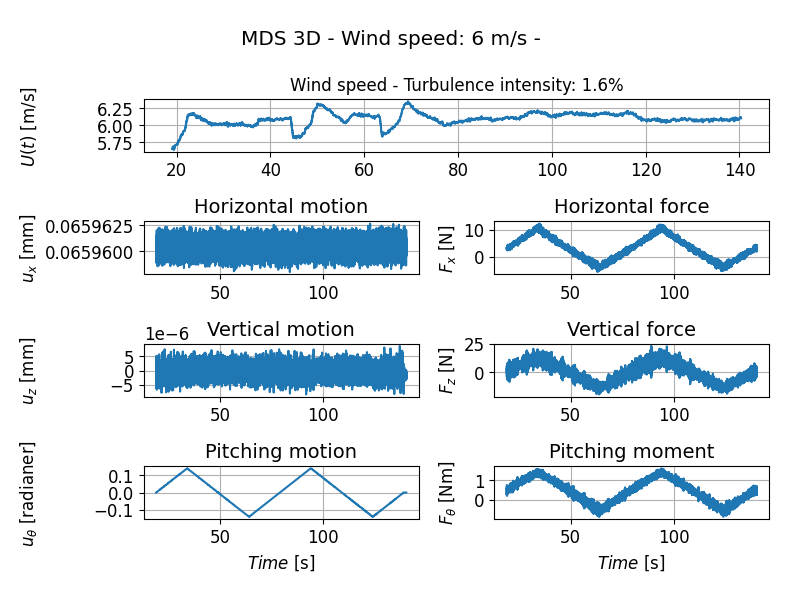 MDS 3D - Wind speed: 6 m/s -
Wind speed - Turbulence intensity: 1.6%
U(t) [m/s]
6.25
6.00
5.75
20 40 60 80 100 120 140
Horizontal motion
u_x [mm]
0.0659625
0.0659600
50 100
Horizontal force
F_x [N]
10
0
50 100
Vertical motion
1e−6
u_z [mm]
5
0
−5
50 100
Vertical force
F_z [N]
25
0
50 100
Pitching motion
u_θ [radianer]
0.1
0.0
−0.1
50 100
Time [s]
Pitching moment
F_θ [Nm]
1
0
50 100
Time [s]